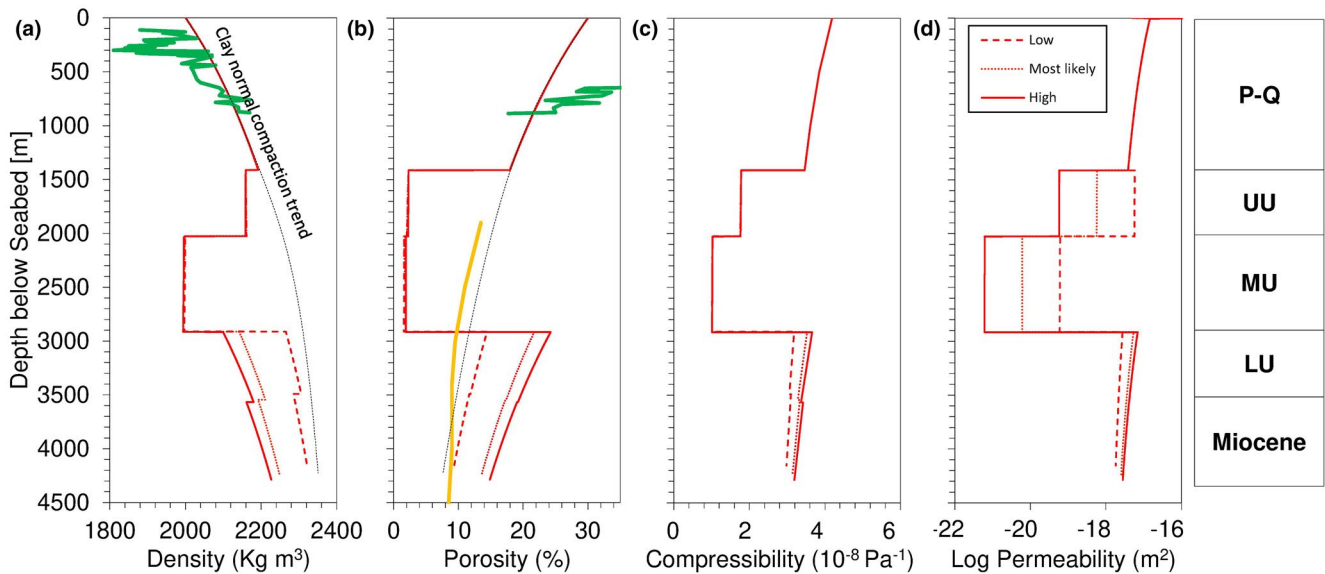 (a)
(b)
(c)
(d)
0
500
1000
1500
2000
2500
3000
3500
4000
4500
Depth below Seabed [m]
Clay normal compaction trend
1800 2000 2200 2400
Density (Kg m³)
0 10 20 30
Porosity (%)
0 2 4 6
Compressibility (10⁻⁸ Pa⁻¹)
-22 -20 -18 -16
Log Permeability (m²)
Low
Most likely
High
P-Q
UU
MU
LU
Miocene